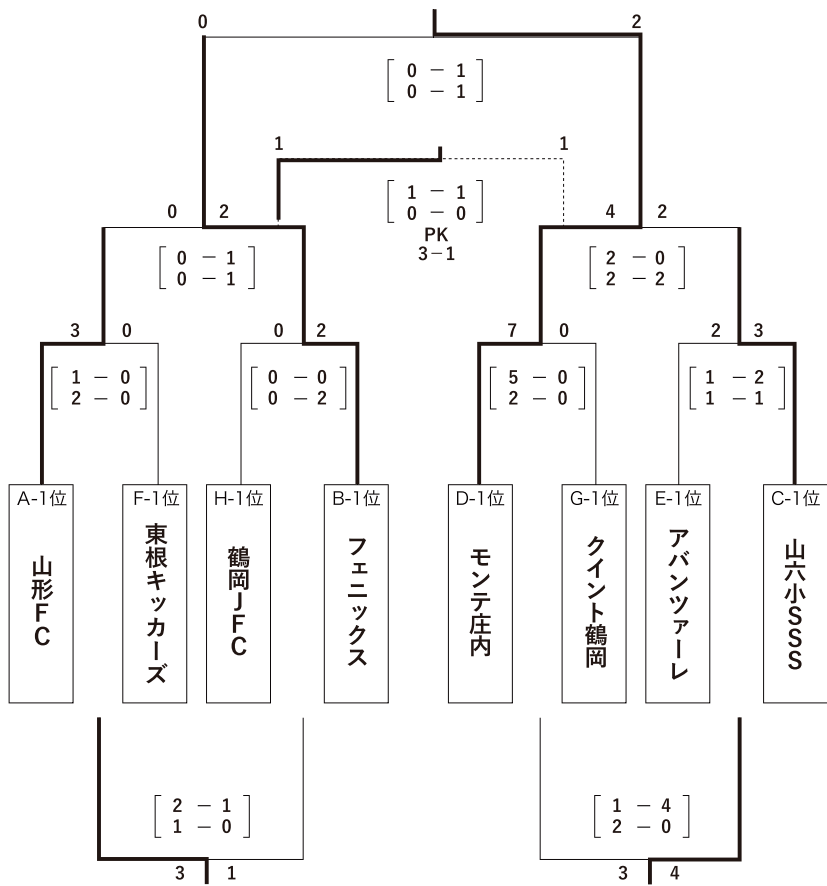 0 2
0 － 1
0 － 1
1 1
1 － 1
0 － 0
PK
3－1
0 2 4 2
0 － 1
0 － 1
2 － 0
2 － 2
3 0 0 2 7 0 2 3
1 － 0
2 － 0
0 － 0
0 － 2
5 － 0
2 － 0
1 － 2
1 － 1
A-1位
山形FC
F-1位
東根キッカーズ
H-1位
鶴岡JFC
B-1位
フェニックス
D-1位
モンテ庄内
G-1位
クイント鶴岡
E-1位
アバンツァーレ
C-1位
山六小SSS
2 － 1
1 － 0
1 － 4
2 － 0
3 1 3 4